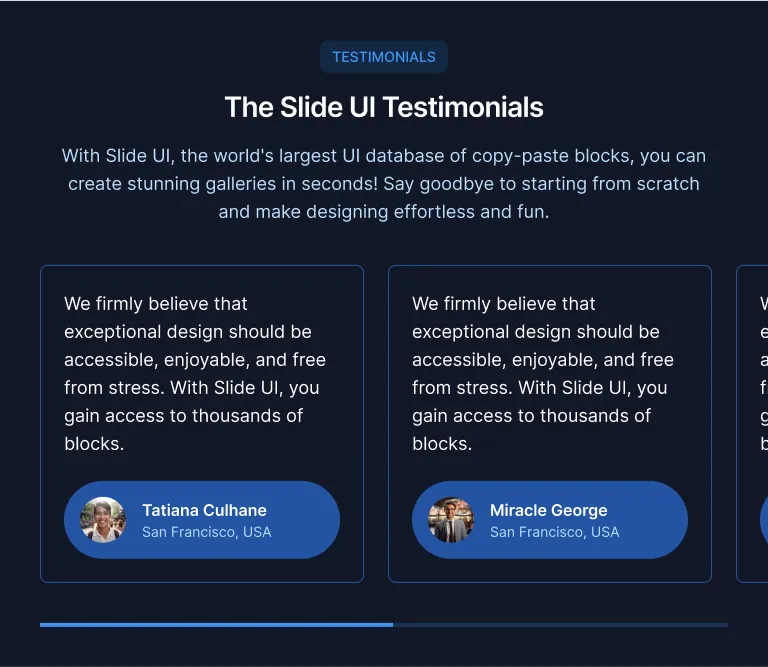 TESTIMONIALS
The Slide UI Testimonials
With Slide UI, the world's largest UI database of copy-paste blocks, you can
create stunning galleries in seconds! Say goodbye to starting from scratch
and make designing effortless and fun.
We firmly believe that
exceptional design should be
accessible, enjoyable, and free
from stress. With Slide UI, you
gain access to thousands of
blocks.
Tatiana Culhane
San Francisco, USA
We firmly believe that
exceptional design should be
accessible, enjoyable, and free
from stress. With Slide UI, you
gain access to thousands of
blocks.
Miracle George
San Francisco, USA